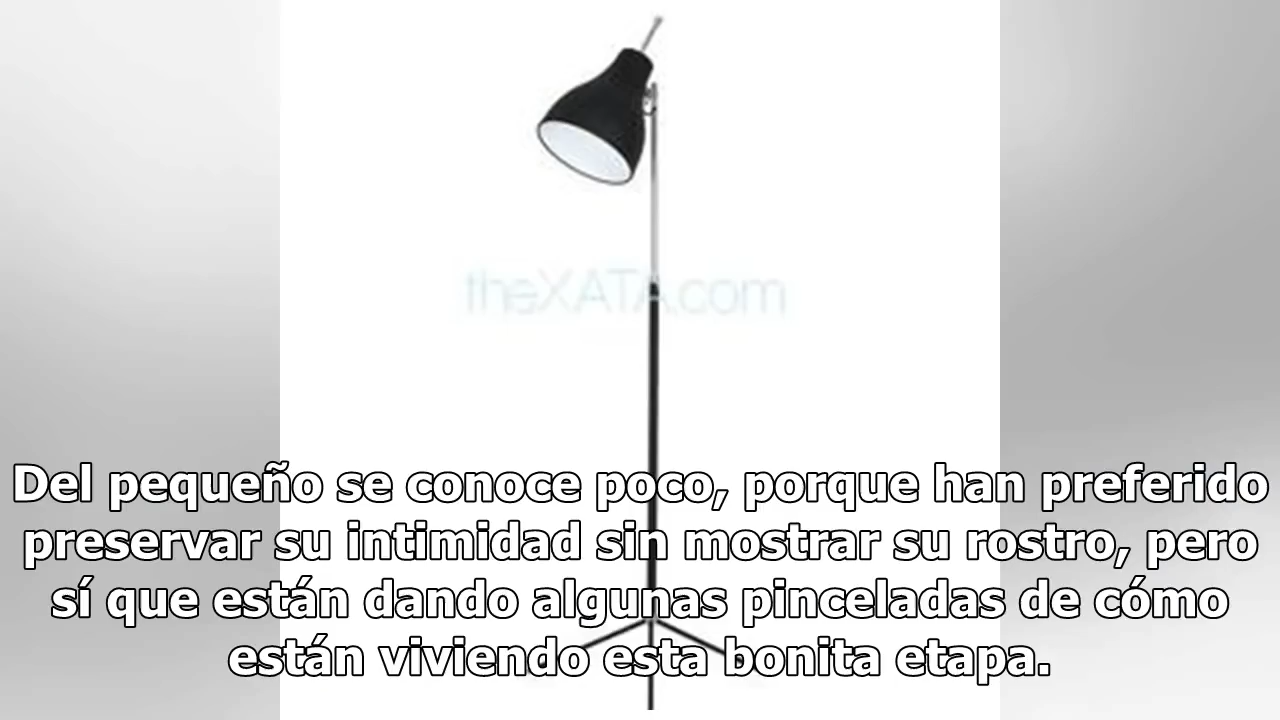 theXATA.com
Del pequeño se conoce poco, porque han preferido
preservar su intimidad sin mostrar su rostro, pero
sí que están dando algunas pinceladas de cómo
están viviendo esta bonita etapa.